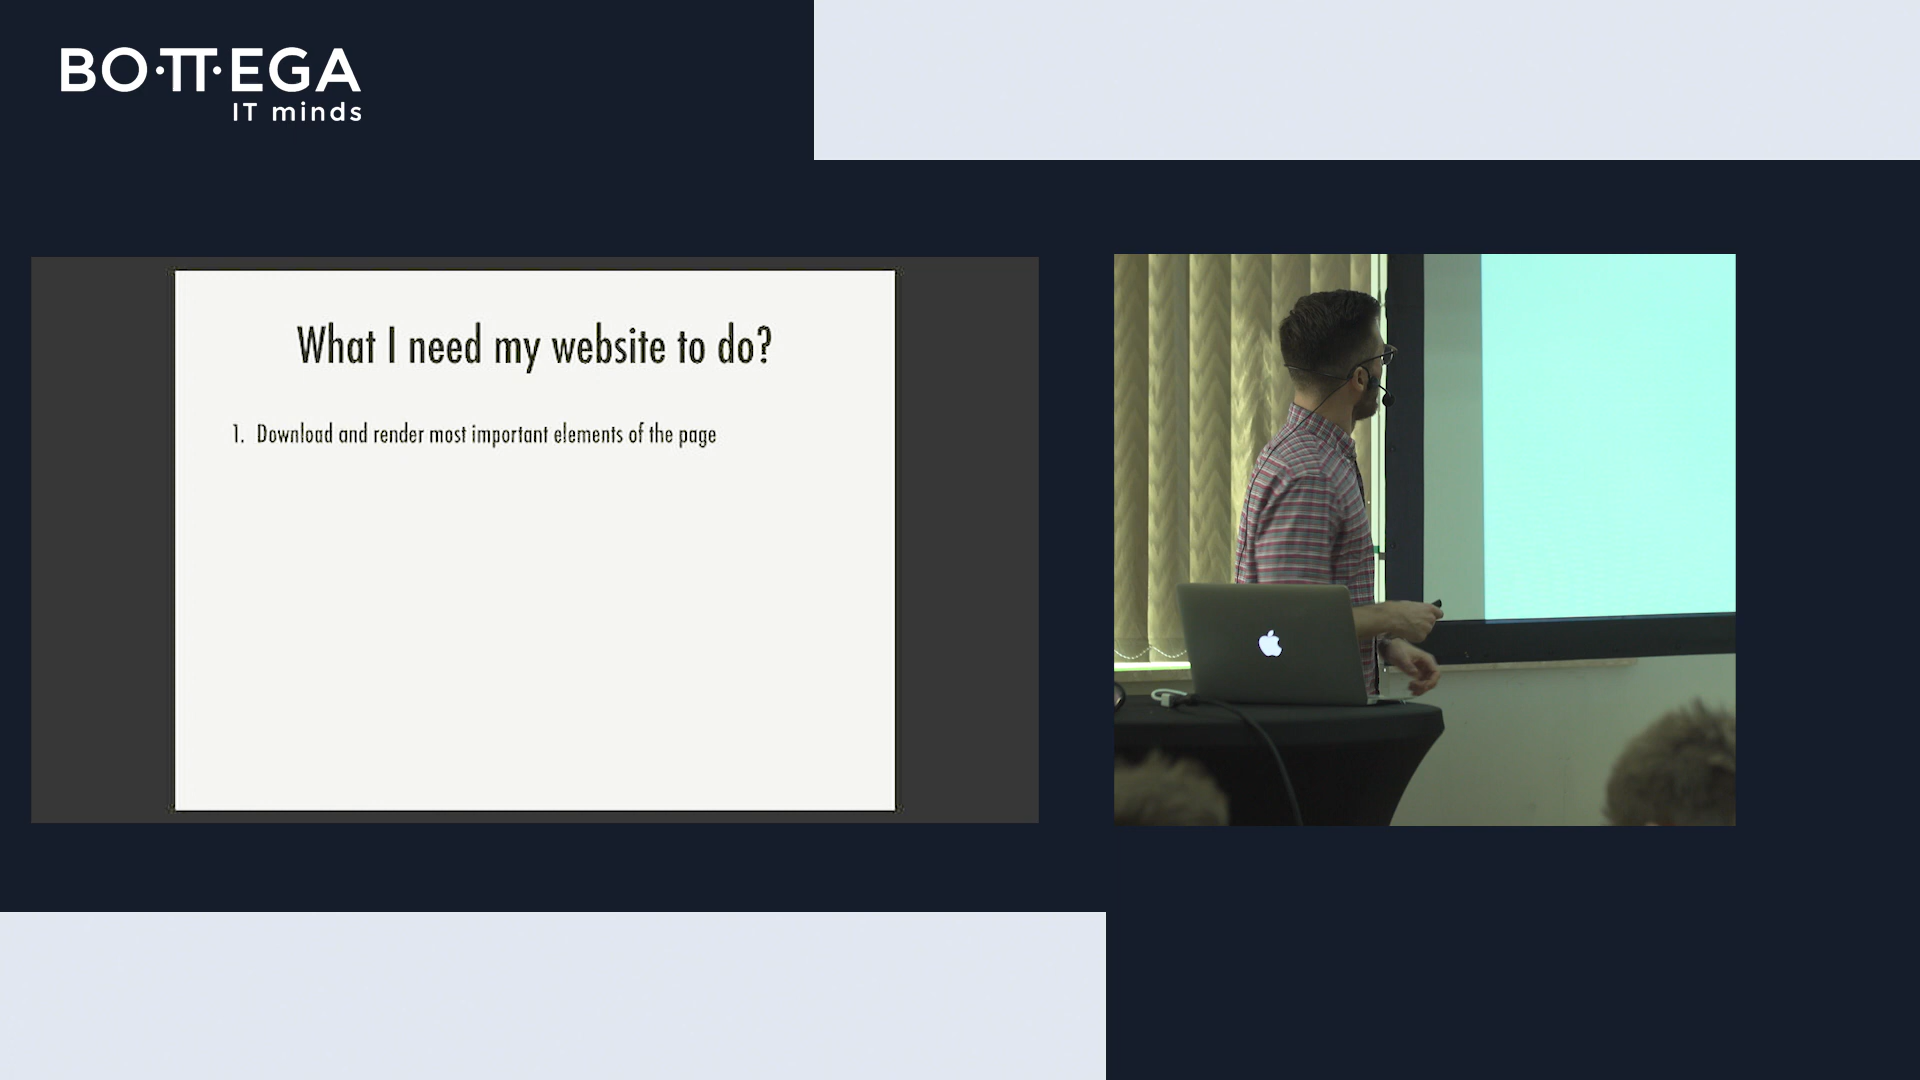 BO·TT·EGA
IT minds
What I need my website to do?
1. Download and render most important elements of the page